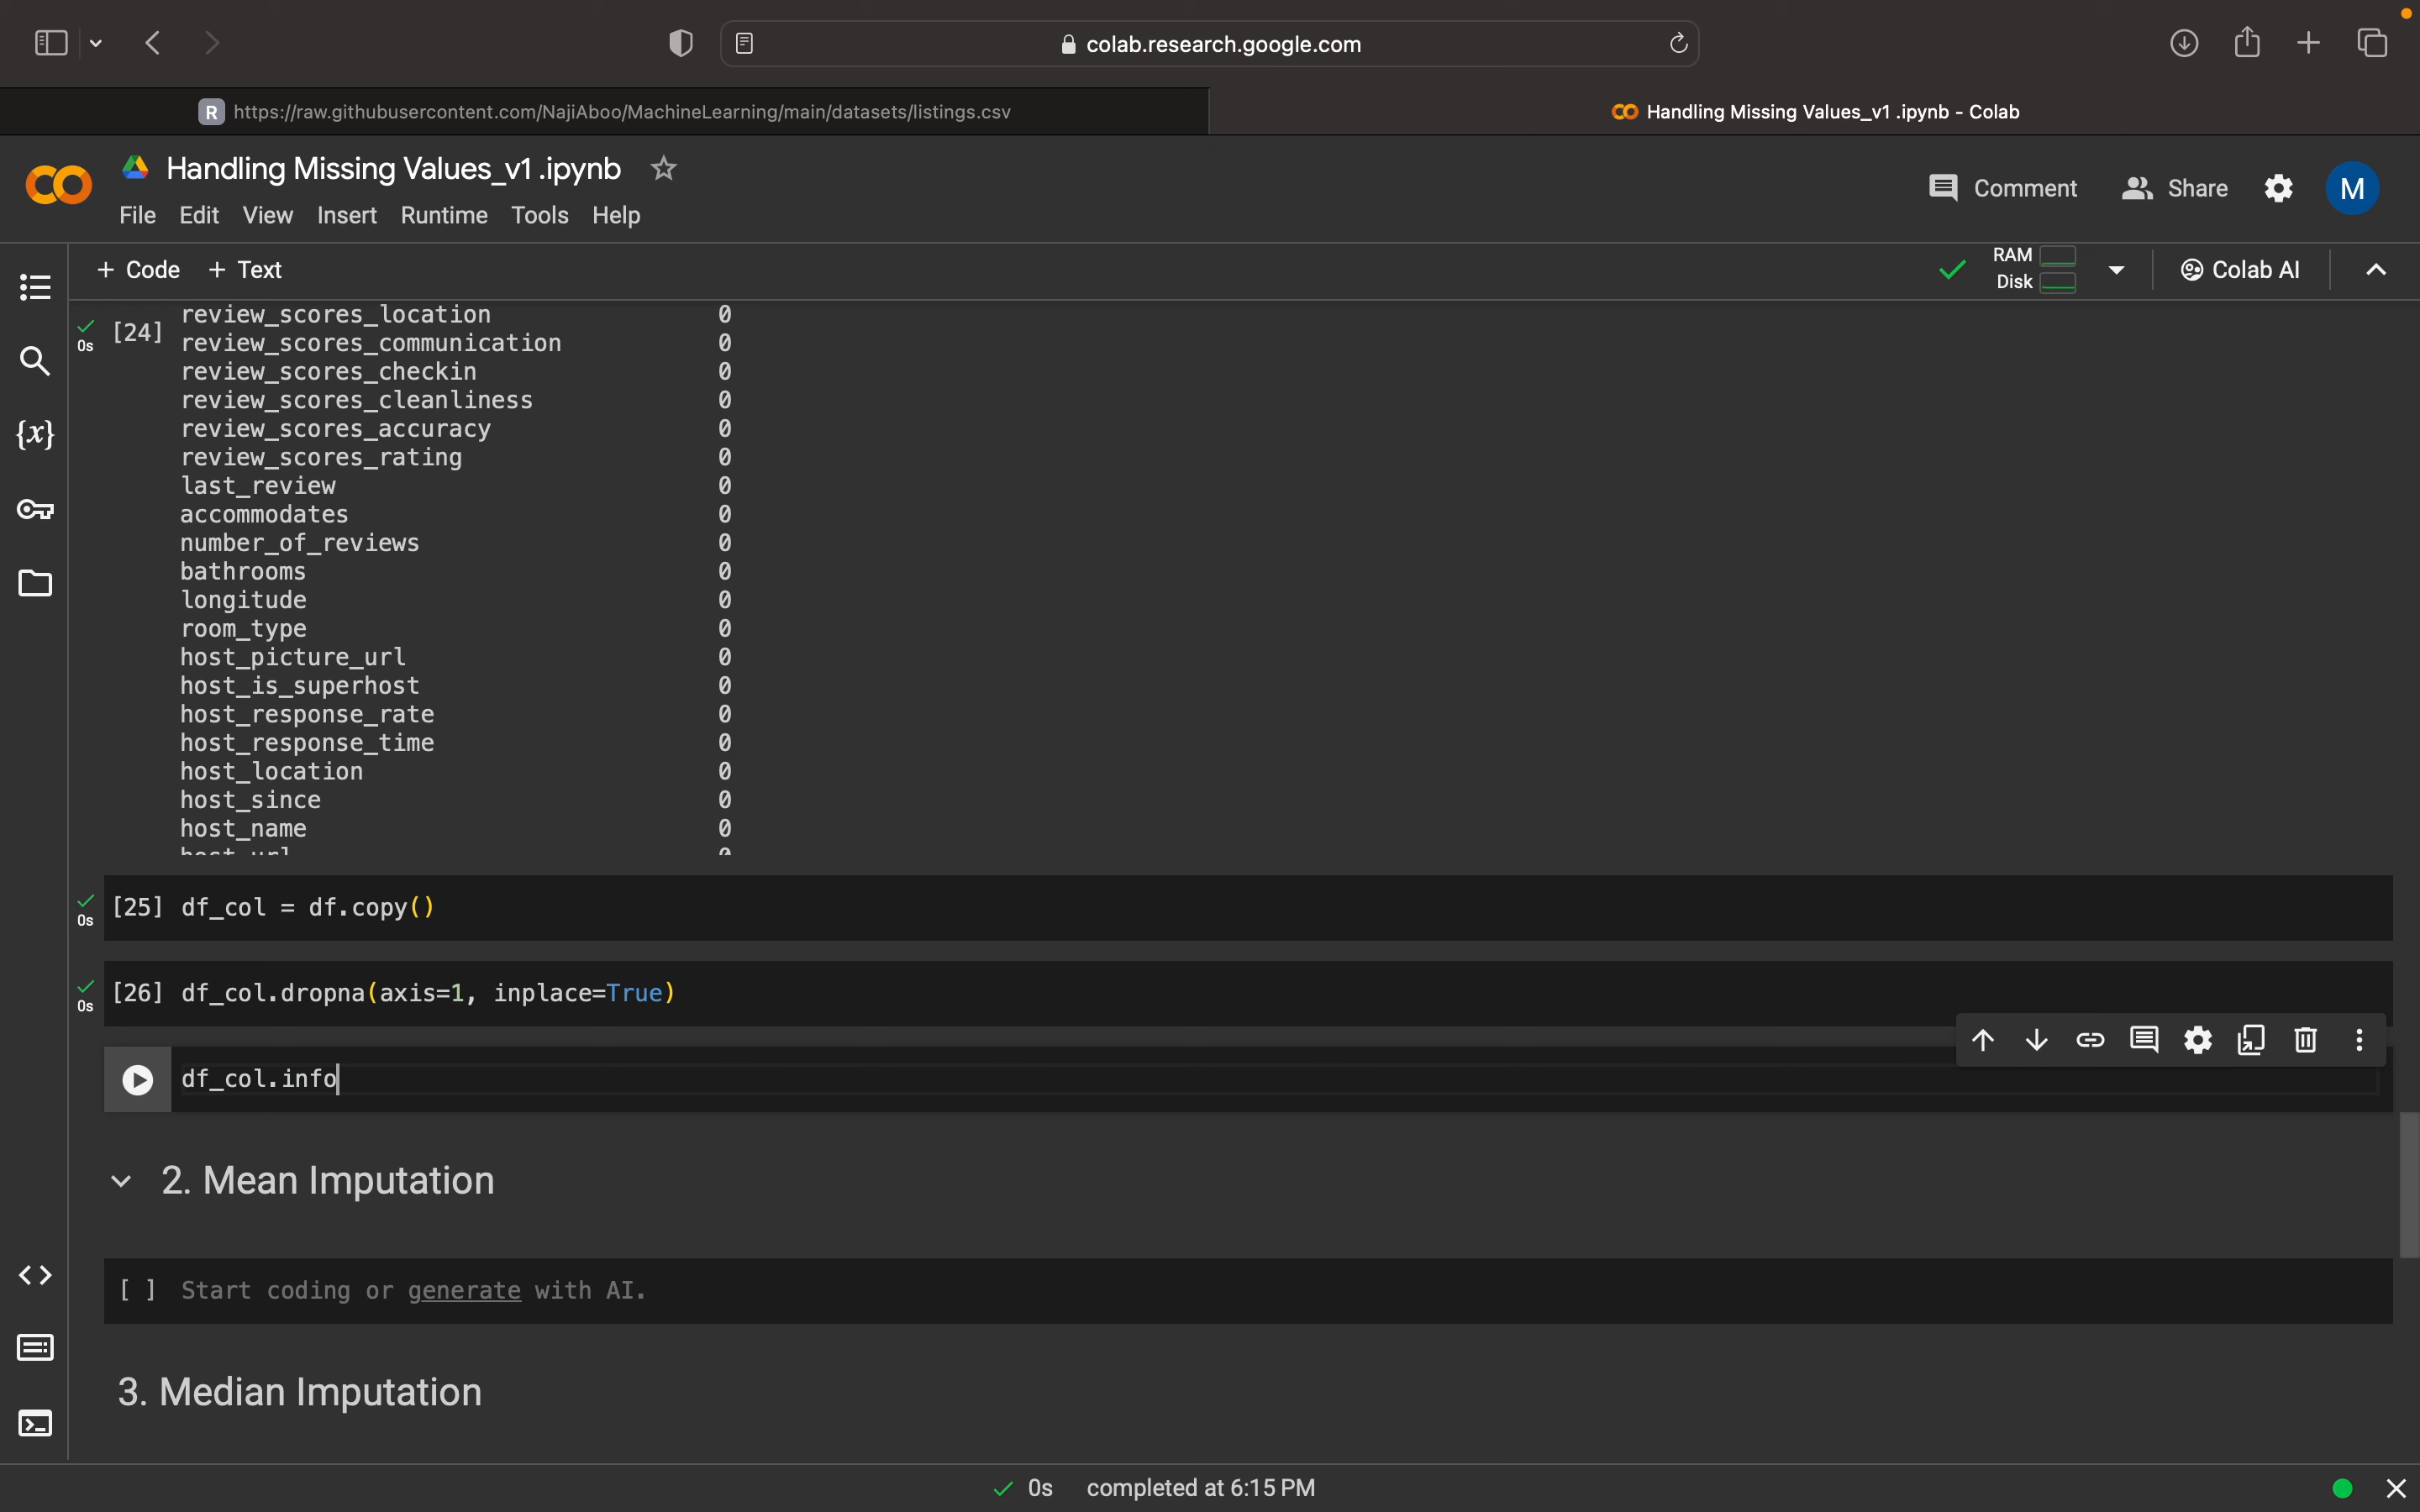 colab.research.google.com
R https://raw.githubusercontent.com/NajiAboo/MachineLearning/main/datasets/listings.csv
Handling Missing Values_v1 .ipynb - Colab
Handling Missing Values_v1 .ipynb
Comment
Share
M
File Edit View Insert Runtime Tools Help
+ Code + Text
RAM
Disk
Colab AI
0s
[24]
review_scores_location 0
review_scores_communication 0
review_scores_checkin 0
review_scores_cleanliness 0
review_scores_accuracy 0
review_scores_rating 0
last_review 0
accommodates 0
number_of_reviews 0
bathrooms 0
longitude 0
room_type 0
host_picture_url 0
host_is_superhost 0
host_response_rate 0
host_response_time 0
host_location 0
host_since 0
host_name 0
host_url 0
0s
[25] df_col = df.copy()
0s
[26] df_col.dropna(axis=1, inplace=True)
df_col.info
2. Mean Imputation
[ ] Start coding or generate with AI.
3. Median Imputation
0s completed at 6:15 PM